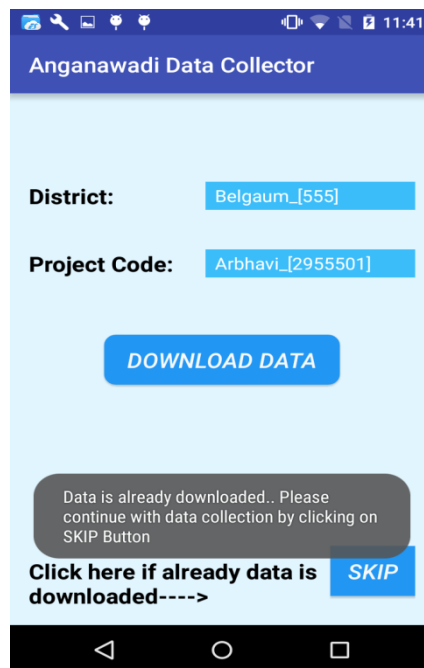 11:41
Anganawadi Data Collector
District:
Belgaum_[555]
Project Code:
Arbhavi_[2955501]
DOWNLOAD DATA
Data is already downloaded.. Please
continue with data collection by clicking on
SKIP Button
Click here if already data is
downloaded---->
SKIP